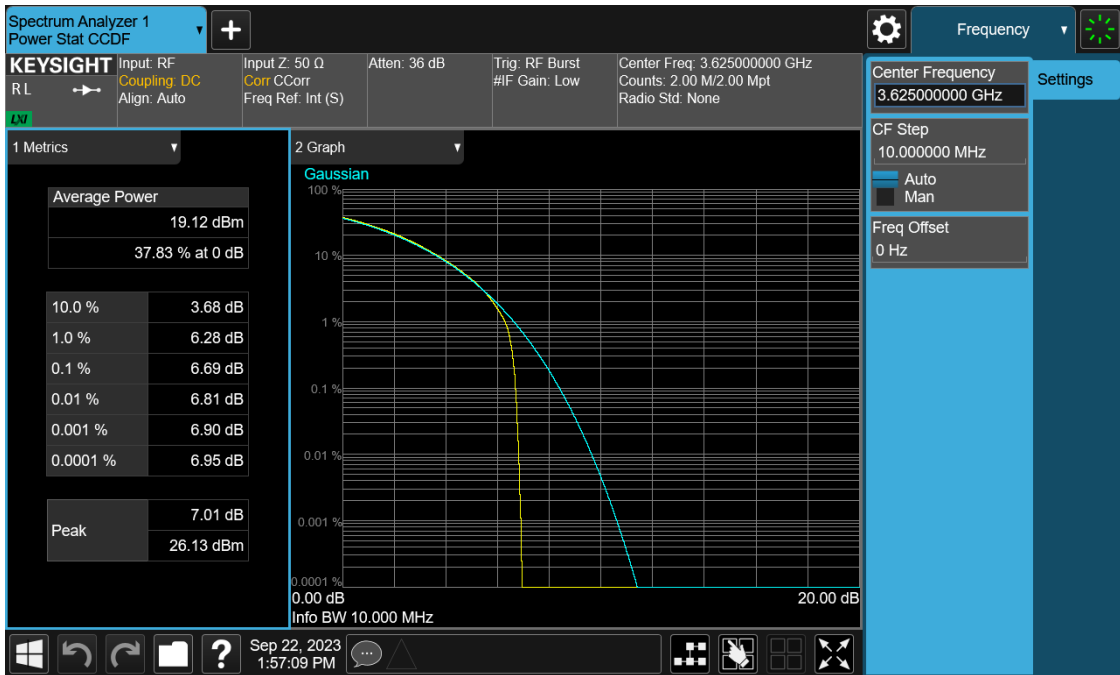 Spectrum Analyzer 1
Power Stat CCDF
+
Frequency
KEYSIGHT
R L
LXI
Input: RF
Coupling: DC
Align: Auto
Input Z: 50 Ω
Corr CCorr
Freq Ref: Int (S)
Atten: 36 dB
Trig: RF Burst
#IF Gain: Low
Center Freq: 3.625000000 GHz
Counts: 2.00 M/2.00 Mpt
Radio Std: None
Center Frequency
3.625000000 GHz
Settings
CF Step
10.000000 MHz
Auto
Man
Freq Offset
0 Hz
1 Metrics
Average Power
19.12 dBm
37.83 % at 0 dB
10.0 % 3.68 dB
1.0 % 6.28 dB
0.1 % 6.69 dB
0.01 % 6.81 dB
0.001 % 6.90 dB
0.0001 % 6.95 dB
Peak
7.01 dB
26.13 dBm
2 Graph
Gaussian
100 %
10 %
1 %
0.1 %
0.01 %
0.001 %
0.0001 %
0.00 dB 20.00 dB
Info BW 10.000 MHz
?
Sep 22, 2023
1:57:09 PM